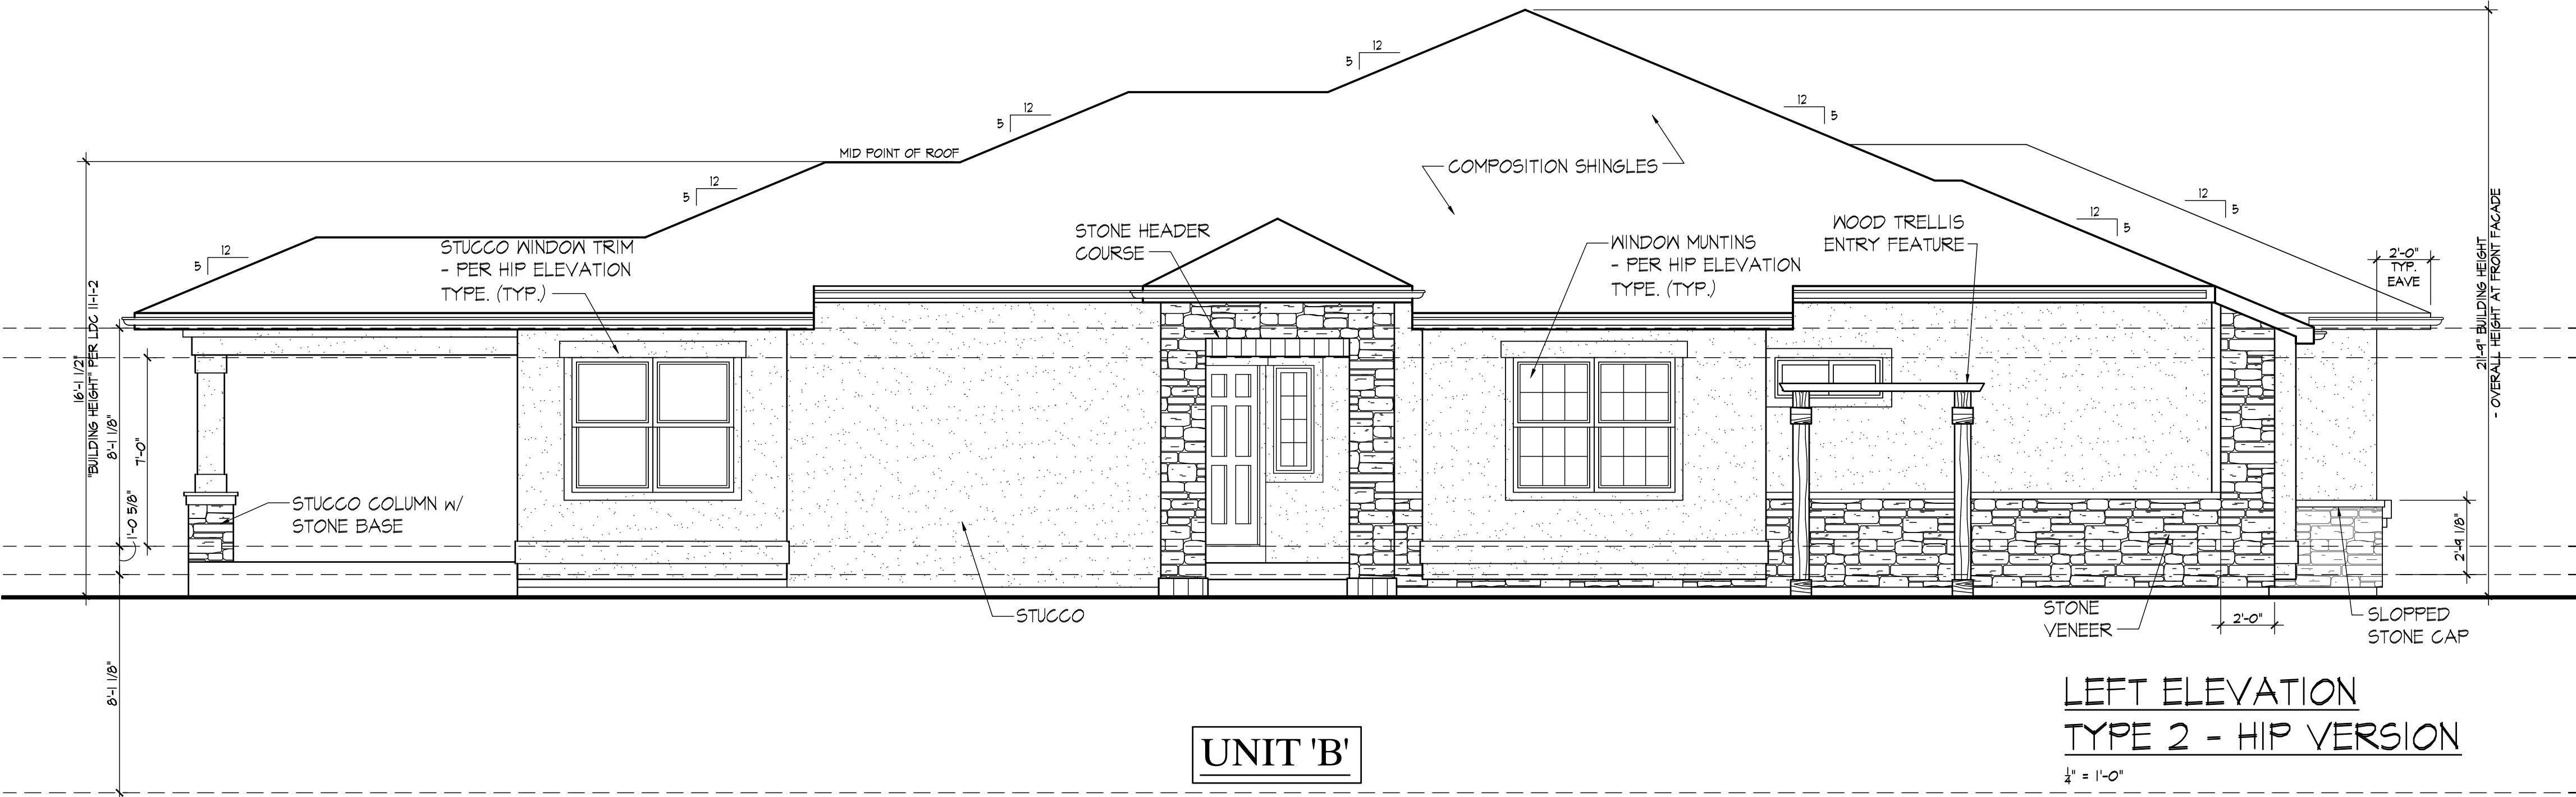 12
5
12
5
12
5
MID POINT OF ROOF
12
5
COMPOSITION SHINGLES
12
5
12
5
12
5
12
5
STUCCO WINDOW TRIM
- PER HIP ELEVATION
TYPE. (TYP.)
STONE HEADER
COURSE
WINDOW MUNTINS
- PER HIP ELEVATION
TYPE. (TYP.)
WOOD TRELLIS
ENTRY FEATURE
2'-0"
TYP.
EAVE
21'-9" BUILDING HEIGHT
- OVERALL HEIGHT AT FRONT FACADE
16'-1 1/2"
"BUILDING HEIGHT" PER LDC 11-1-2
8'-1 1/8"
7'-0"
1'-0 5/8"
STUCCO COLUMN W/
STONE BASE
STUCCO
2'-9 1/8"
STONE
VENEER
2'-0"
SLOPPED
STONE CAP
8'-1 1/8"
LEFT ELEVATION
TYPE 2 - HIP VERSION
1/4" = 1'-0"
UNIT 'B'